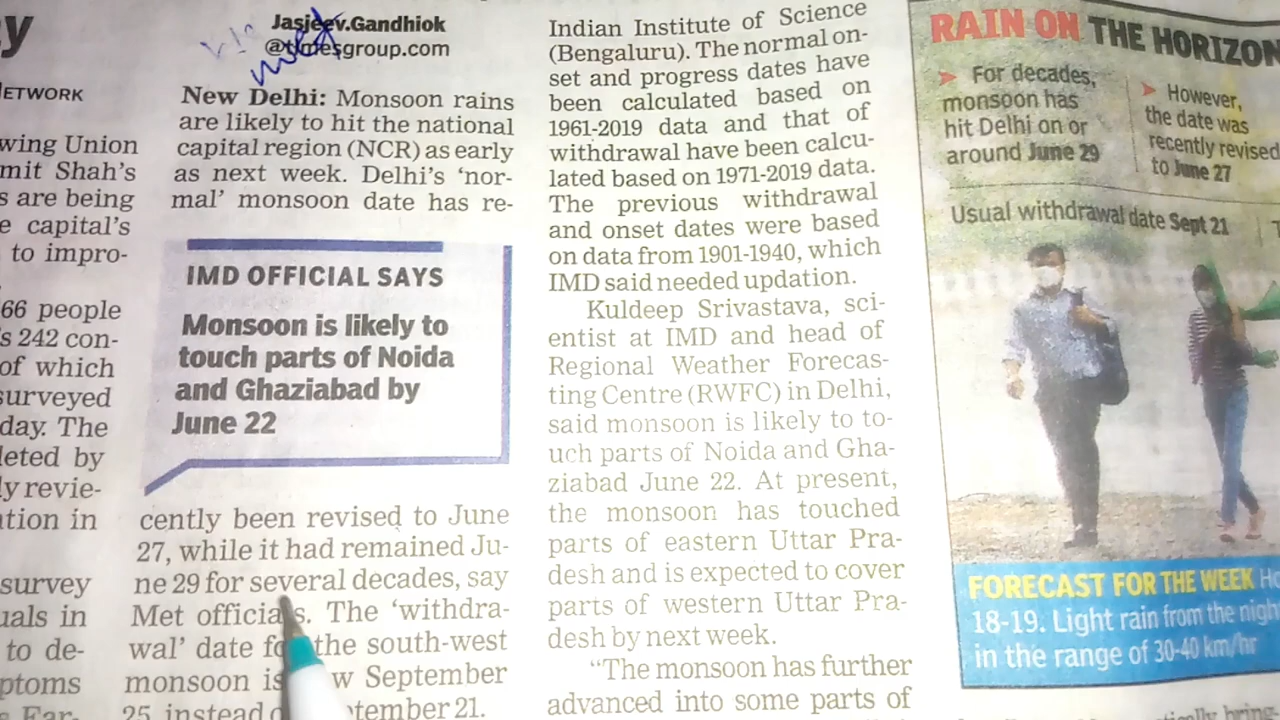 y
ETWORK
wing Union
mit Shah's
s are being
e capital's
to impro-
66 people
's 242 con-
of which
surveyed
day. The
leted by
ly revie-
ation in
survey
uals in
to de-
ptoms
Far-
Jasjeev.Gandhiok
@timesgroup.com
New Delhi: Monsoon rains
are likely to hit the national
capital region (NCR) as early
as next week. Delhi's 'nor-
mal' monsoon date has re-
IMD OFFICIAL SAYS
Monsoon is likely to
touch parts of Noida
and Ghaziabad by
June 22
cently been revised to June
27, while it had remained Ju-
ne 29 for several decades, say
Met officials. The 'withdra-
wal' date for the south-west
monsoon is w September
25 instead o tember 21.
Indian Institute of Science
(Bengaluru). The normal on-
set and progress dates have
been calculated based on
1961-2019 data and that of
withdrawal have been calcu-
lated based on 1971-2019 data.
The previous withdrawal
and onset dates were based
on data from 1901-1940, which
IMD said needed updation.
Kuldeep Srivastava, sci-
entist at IMD and head of
Regional Weather Forecas-
ting Centre (RWFC) in Delhi,
said monsoon is likely to to-
uch parts of Noida and Gha-
ziabad June 22. At present,
the monsoon has touched
parts of eastern Uttar Pra-
desh and is expected to cover
parts of western Uttar Pra-
desh by next week.
"The monsoon has further
advanced into some parts of
RAIN ON THE HORIZON
For decades,
monsoon has
hit Delhi on or
around June 29
However,
the date was
recently revised
to June 27
Usual withdrawal date Sept 21
FORECAST FOR THE WEEK
18-19. Light rain from the nigh
in the range of 30-40 km/hr